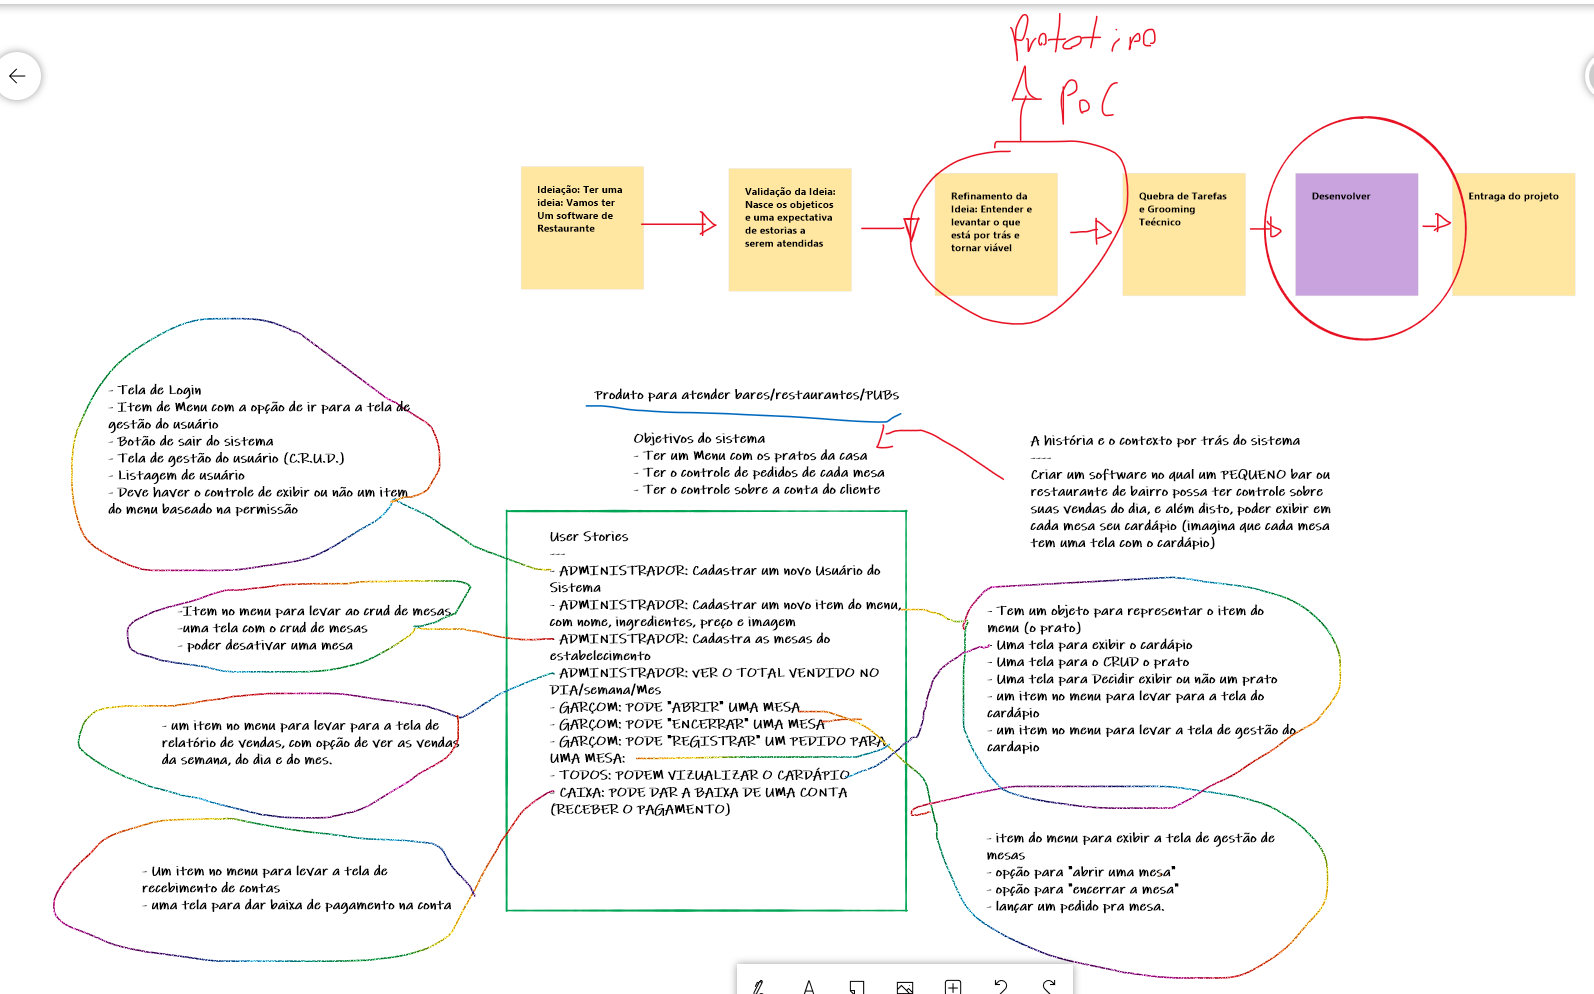 Prototipo
PoC
Ideiação: Ter uma
ideia: Vamos ter
Um software de
Restaurante
Validação da Ideia:
Nasce os objeticos
e uma expectativa
de estorias a
serem atendidas
Refinamento da
Ideia: Entender e
levantar o que
está por trás e
tornar viável
Quebra de Tarefas
e Grooming
Teécnico
Desenvolver
Entraga do projeto
- Tela de Login
- Item de Menu com a opção de ir para a tela de
gestão do usuário
- Botão de sair do sistema
- Tela de gestão do usuário (C.R.U.D.)
- Listagem de usuário
- Deve haver o controle de exibir ou não um item
do menu baseado na permissão
Produto para atender bares/restaurantes/PUBs
Objetivos do sistema
- Ter um Menu com os pratos da casa
- Ter o controle de pedidos de cada mesa
- Ter o controle sobre a conta do cliente
A história e o contexto por trás do sistema
----
Criar um software no qual um PEQUENO bar ou
restaurante de bairro possa ter controle sobre
suas vendas do dia, e além disto, poder exibir em
cada mesa seu cardápio (imagina que cada mesa
tem uma tela com o cardápio)
User Stories
---
- ADMINISTRADOR: Cadastrar um novo Usuário do
Sistema
- ADMINISTRADOR: Cadastrar um novo item do menu,
com nome, ingredientes, preço e imagem
- ADMINISTRADOR: Cadastra as mesas do
estabelecimento
- ADMINISTRADOR: VER O TOTAL VENDIDO NO
DIA/semana/Mes
- GARÇOM: PODE "ABRIR" UMA MESA
- GARÇOM: PODE "ENCERRAR" UMA MESA
- GARÇOM: PODE "REGISTRAR" UM PEDIDO PARA
UMA MESA:
- TODOS: PODEM VIZUALIZAR O CARDÁPIO
- CAIXA: PODE DAR A BAIXA DE UMA CONTA
(RECEBER O PAGAMENTO)
-Item no menu para levar ao crud de mesas
-uma tela com o crud de mesas
- poder desativar uma mesa
- um item no menu para levar para a tela de
relatório de vendas, com opção de ver as vendas
da semana, do dia e do mes.
- Um item no menu para levar a tela de
recebimento de contas
- uma tela para dar baixa de pagamento na conta
- Tem um objeto para representar o item do
menu (o prato)
- Uma tela para exibir o cardápio
- Uma tela para o CRUD o prato
- Uma tela para Decidir exibir ou não um prato
- um item no menu para levar para a tela do
cardápio
- um item no menu para levar a tela de gestão do
cardapio
- item do menu para exibir a tela de gestão de
mesas
- opção para "abrir uma mesa"
- opção para "encerrar a mesa"
- lançar um pedido pra mesa.